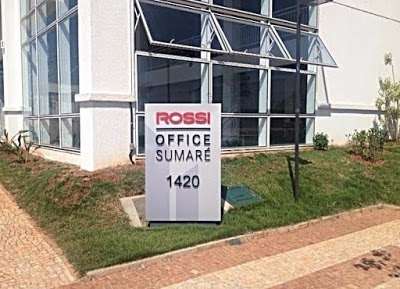 ROSSI
OFFICE
SUMARÉ
1420